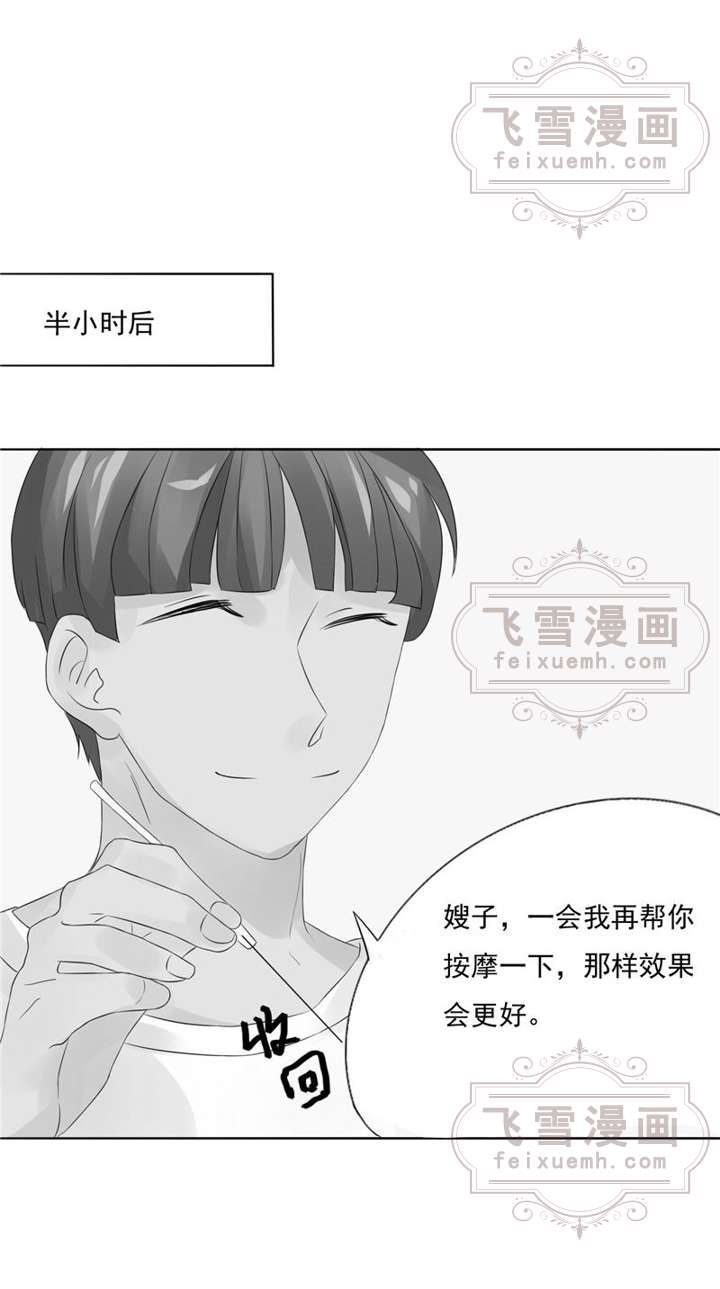 飞雪漫画
feixuemh.com
半小时后
飞雪漫画
feixuemh.com
嫂子，一会我再帮你
按摩一下，那样效果
会更好。
收
回
飞雪漫画
feixuemh.com